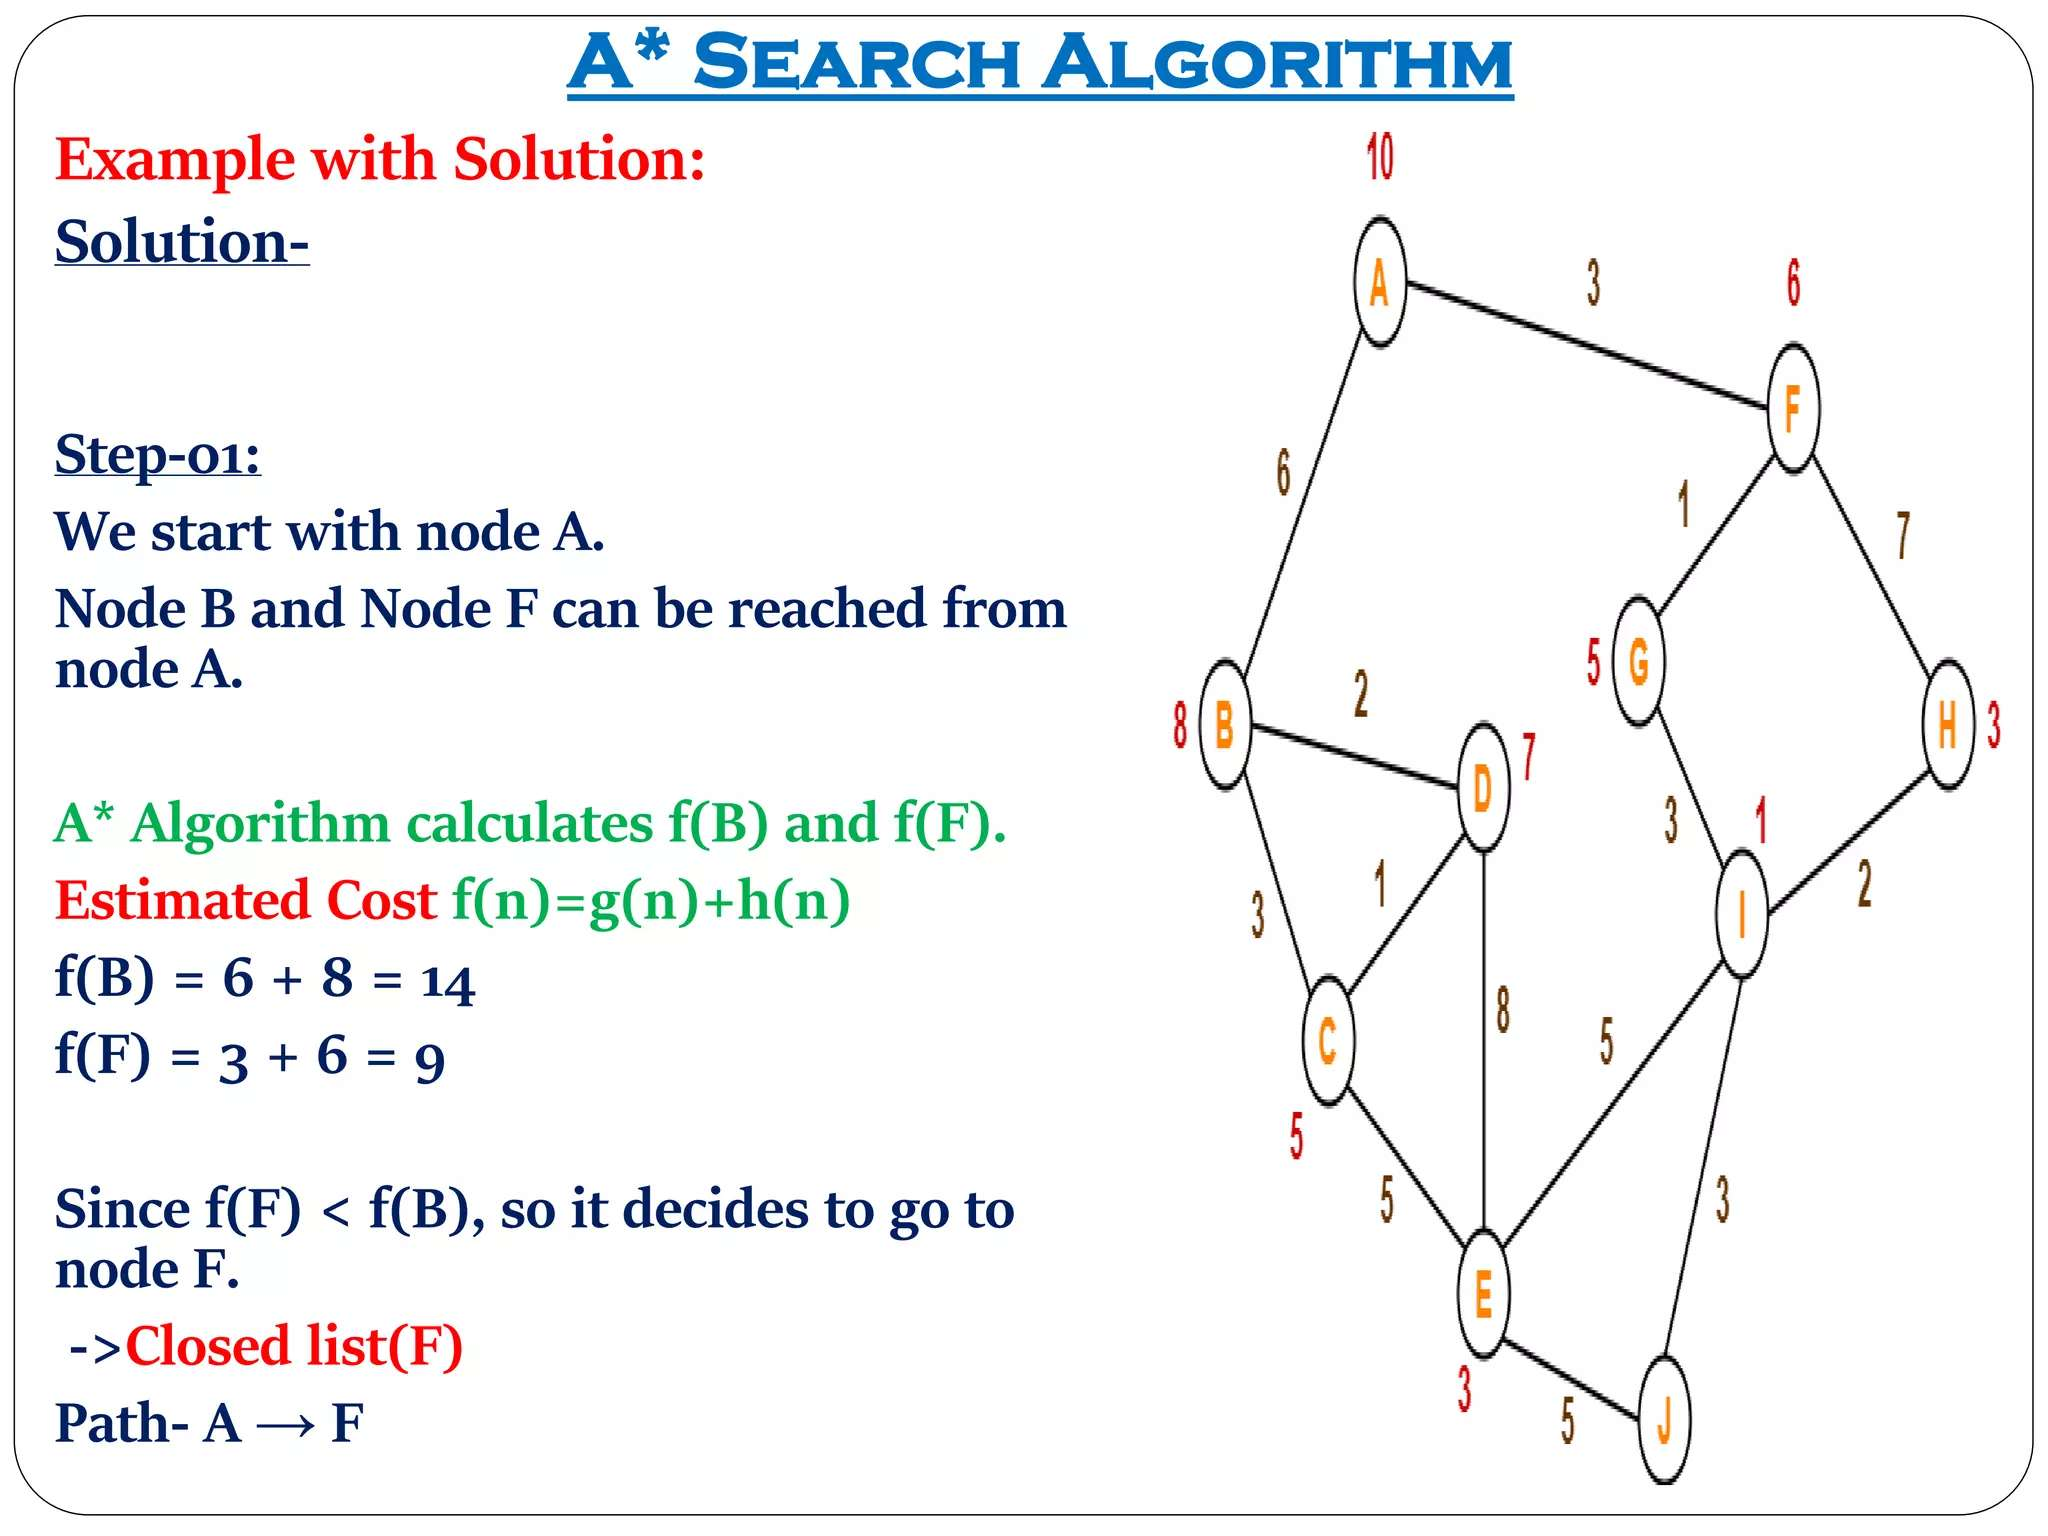 A* SEARCH ALGORITHM
Example with Solution:
Solution-
Step-01:
We start with node A.
Node B and Node F can be reached from
node A.
A* Algorithm calculates f(B) and f(F).
Estimated Cost f(n)=g(n)+h(n)
f(B) = 6 + 8 = 14
f(F) = 3 + 6 = 9
Since f(F) < f(B), so it decides to go to
node F.
->Closed list(F)
Path- A → F
10
A
3
6
F
6
1
7
5
G
B
8
2
D
7
H
3
3
1
1
I
2
3
C
8
5
5
5
3
E
3
5
J